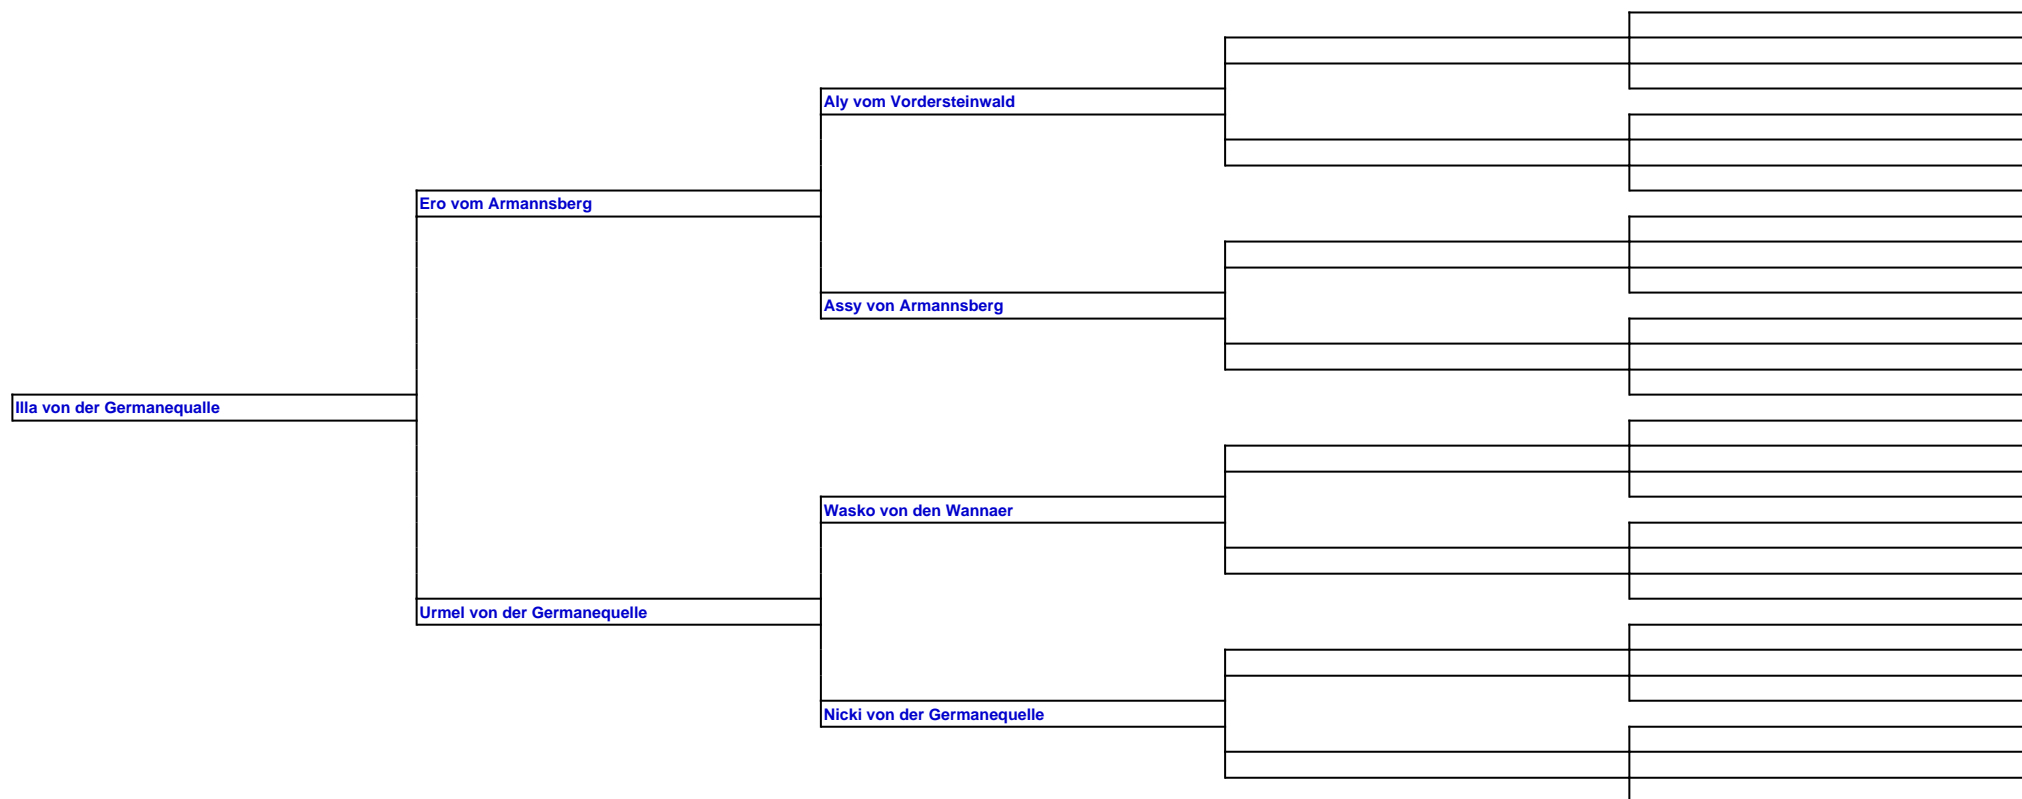 Aly vom Vordersteinwald
Ero vom Armannsberg
Assy von Armannsberg
Illa von der Germanequalle
Wasko von den Wannaer
Urmel von der Germanequelle
Nicki von der Germanequelle